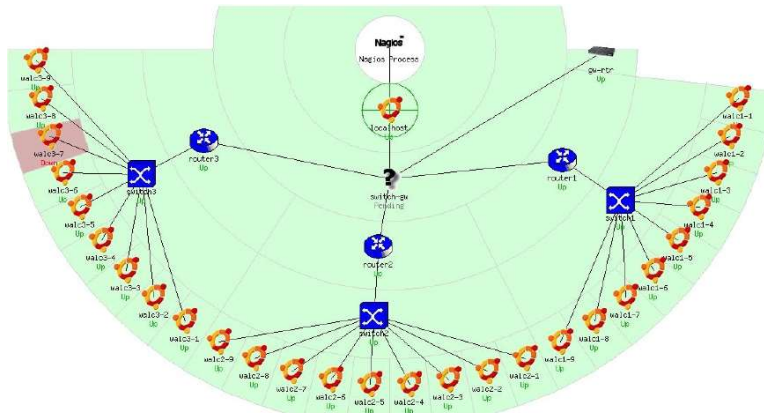 Nagios
Nagios Process
localhost
Up
gw-rtr
Up
switch-gw
Pending
router3
Up
router1
Up
router2
Up
switch3
Up
switch1
Up
switch2
Up
walc3-9
Up
walc3-8
Up
walc3-7
Down
walc3-6
Up
walc3-5
Up
walc3-4
Up
walc3-3
Up
walc3-2
Up
walc3-1
Up
walc2-9
Up
walc2-8
Up
walc2-7
Up
walc2-6
Up
walc2-5
Up
walc2-4
Up
walc2-3
Up
walc2-2
Up
walc2-1
Up
walc1-9
Up
walc1-8
Up
walc1-7
Up
walc1-6
Up
walc1-5
Up
walc1-4
Up
walc1-3
Up
walc1-2
Up
walc1-1
Up